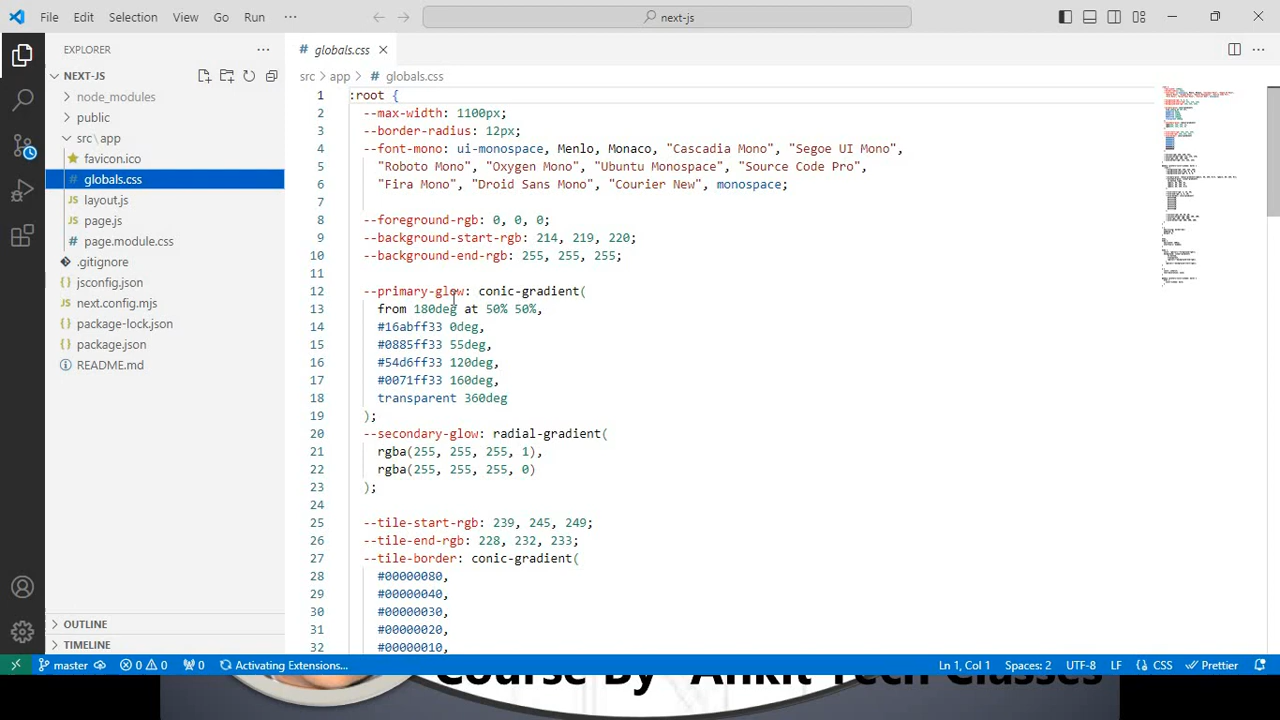 File Edit Selection View Go Run ··· next-js
EXPLORER ···
NEXT-JS
node_modules
public
src \ app
favicon.ico
# globals.css
JS layout.js
JS page.js
# page.module.css
.gitignore
{} jsconfig.json
JS next.config.mjs
{} package-lock.json
{} package.json
README.md
OUTLINE
TIMELINE
# globals.css
src > app > # globals.css
1 :root {
2 --max-width: 1100px;
3 --border-radius: 12px;
4 --font-mono: ui-monospace, Menlo, Monaco, "Cascadia Mono", "Segoe UI Mono",
5 "Roboto Mono", "Oxygen Mono", "Ubuntu Monospace", "Source Code Pro",
6 "Fira Mono", "Droid Sans Mono", "Courier New", monospace;
7
8 --foreground-rgb: 0, 0, 0;
9 --background-start-rgb: 214, 219, 220;
10 --background-end-rgb: 255, 255, 255;
11
12 --primary-glow: conic-gradient(
13 from 180deg at 50% 50%,
14 #16abff33 0deg,
15 #0885ff33 55deg,
16 #54d6ff33 120deg,
17 #0071ff33 160deg,
18 transparent 360deg
19 );
20 --secondary-glow: radial-gradient(
21 rgba(255, 255, 255, 1),
22 rgba(255, 255, 255, 0)
23 );
24
25 --tile-start-rgb: 239, 245, 249;
26 --tile-end-rgb: 228, 232, 233;
27 --tile-border: conic-gradient(
28 #00000080,
29 #00000040,
30 #00000030,
31 #00000020,
32 #00000010,
master 0 0 0 Activating Extensions... Ln 1, Col 1 Spaces: 2 UTF-8 LF {} CSS Prettier
Course By Ankit Tech Classes